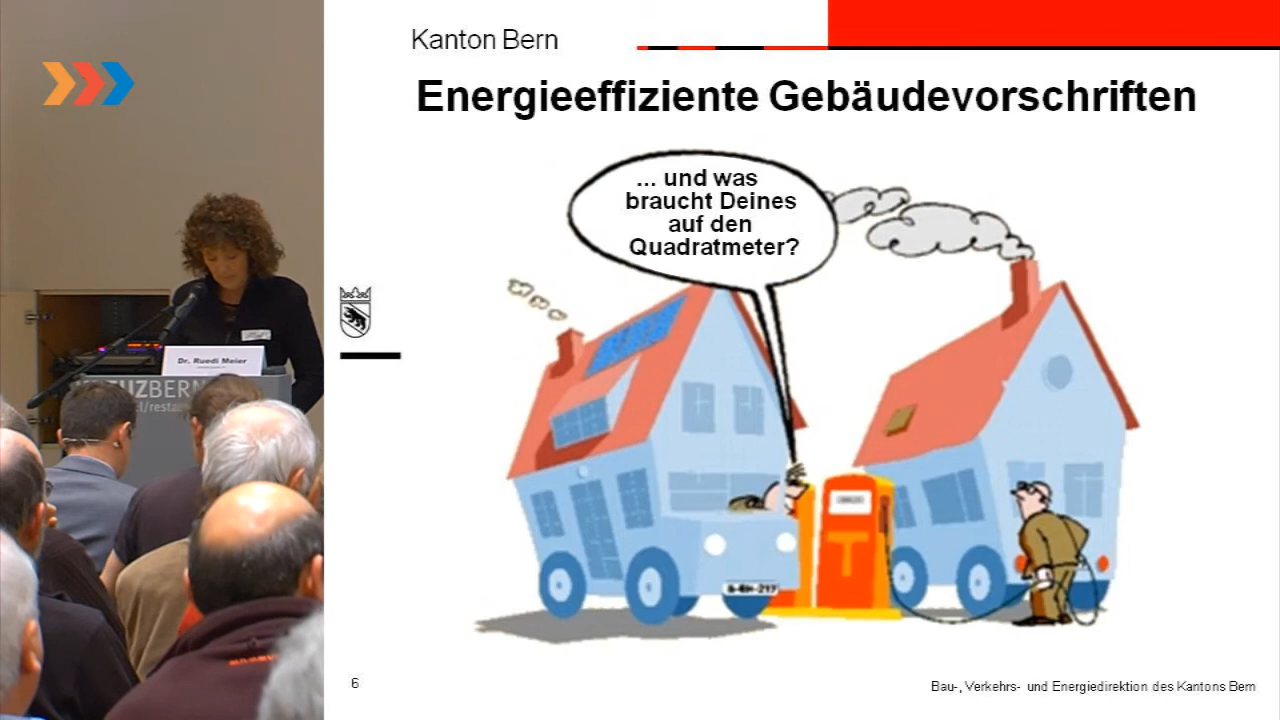 Kanton Bern
Energieeffiziente Gebäudevorschriften
... und was
braucht Deines
auf den
Quadratmeter?
Dr. Ruedi Meier
6
Bau-, Verkehrs- und Energiedirektion des Kantons Bern